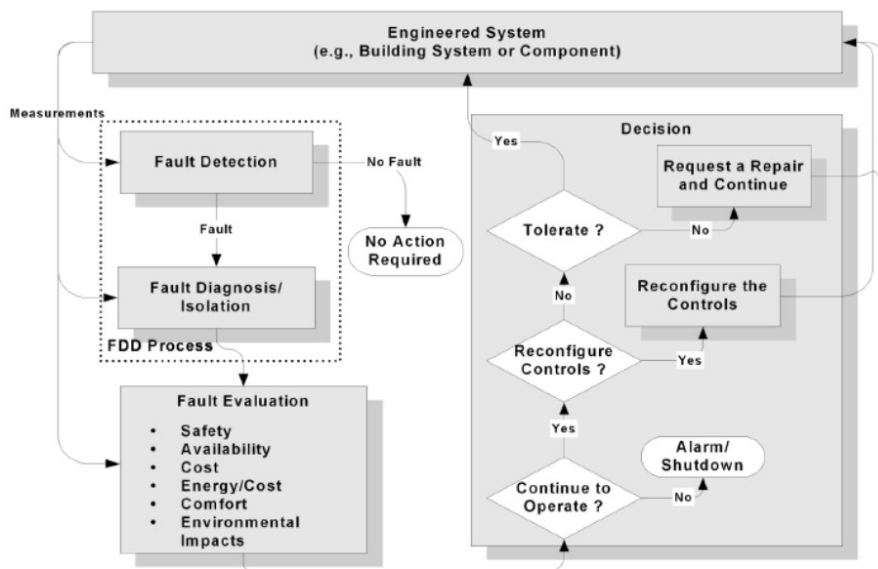 Engineered System
(e.g., Building System or Component)
Measurements
Fault Detection
No Fault
No Action
Required
Fault
Fault Diagnosis/
Isolation
FDD Process
Fault Evaluation
• Safety
• Availability
• Cost
• Energy/Cost
• Comfort
• Environmental
Impacts
Decision
Yes
Request a Repair
and Continue
Tolerate ?
No
No
Reconfigure the
Controls
Reconfigure
Controls ?
Yes
Yes
Alarm/
Shutdown
Continue to
Operate ?
No